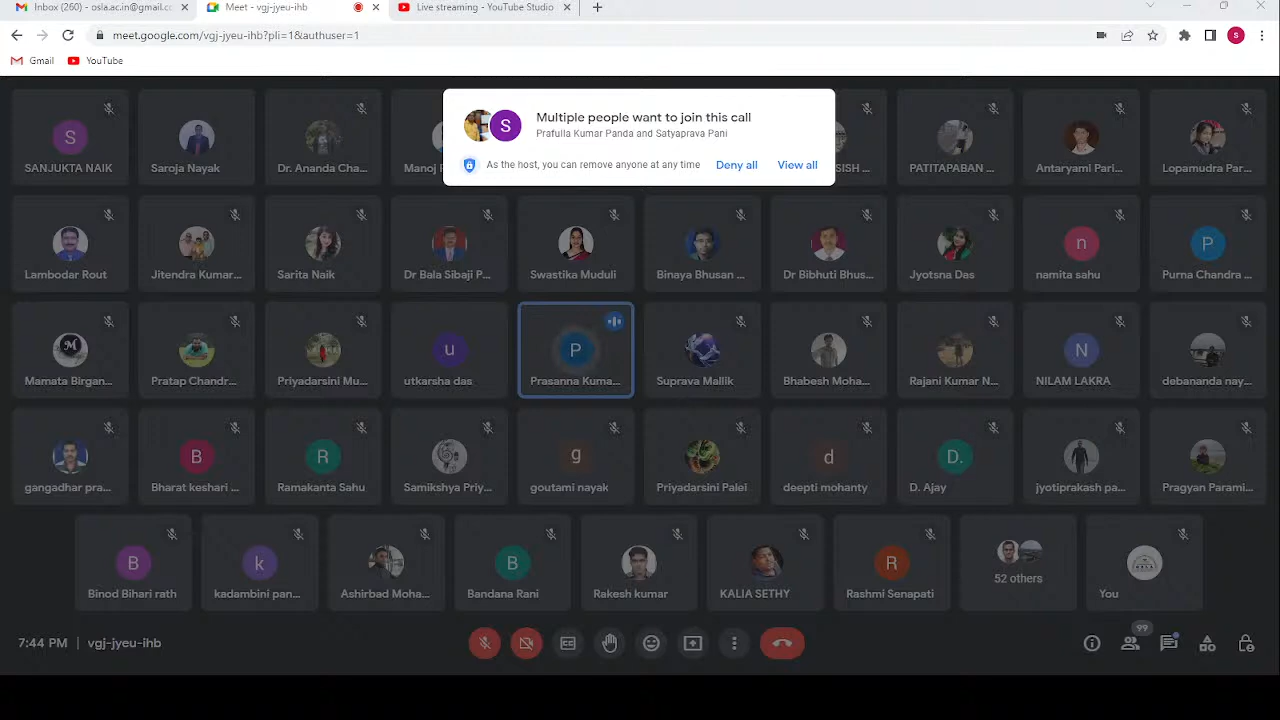 Inbox (260) - osla.ac.in@gmail.co
Meet - vgj-jyeu-ihb
Live streaming - YouTube Studio
meet.google.com/vgj-jyeu-ihb?pli=1&authuser=1
S
Gmail
YouTube
S
SANJUKTA NAIK
Saroja Nayak
Dr. Ananda Cha...
Manoj
S
Multiple people want to join this call
Prafulla Kumar Panda and Satyaprava Pani
As the host, you can remove anyone at any time
Deny all
View all
SISH ...
PATITAPABAN ...
Antaryami Pari...
Lopamudra Par...
Lambodar Rout
Jitendra Kumar...
Sarita Naik
Dr Bala Sibaji P...
Swastika Muduli
Binaya Bhusan ...
Dr Bibhuti Bhus...
Jyotsna Das
n
namita sahu
P
Purna Chandra ...
M
Mamata Birgan...
Pratap Chandr...
Priyadarsini Mu...
u
utkarsha das
P
Prasanna Kuma...
Suprava Mallik
Bhabesh Moha...
Rajani Kumar N...
N
NILAM LAKRA
debananda nay...
gangadhar pra...
B
Bharat keshari ...
R
Ramakanta Sahu
Samikshya Priy...
g
goutami nayak
Priyadarsini Palei
d
deepti mohanty
D.
D. Ajay
jyotiprakash pa...
Pragyan Parami...
B
Binod Bihari rath
k
kadambini pan...
Ashirbad Moha...
B
Bandana Rani
Rakesh kumar
KALIA SETHY
R
Rashmi Senapati
52 others
You
7:44 PM | vgj-jyeu-ihb
99